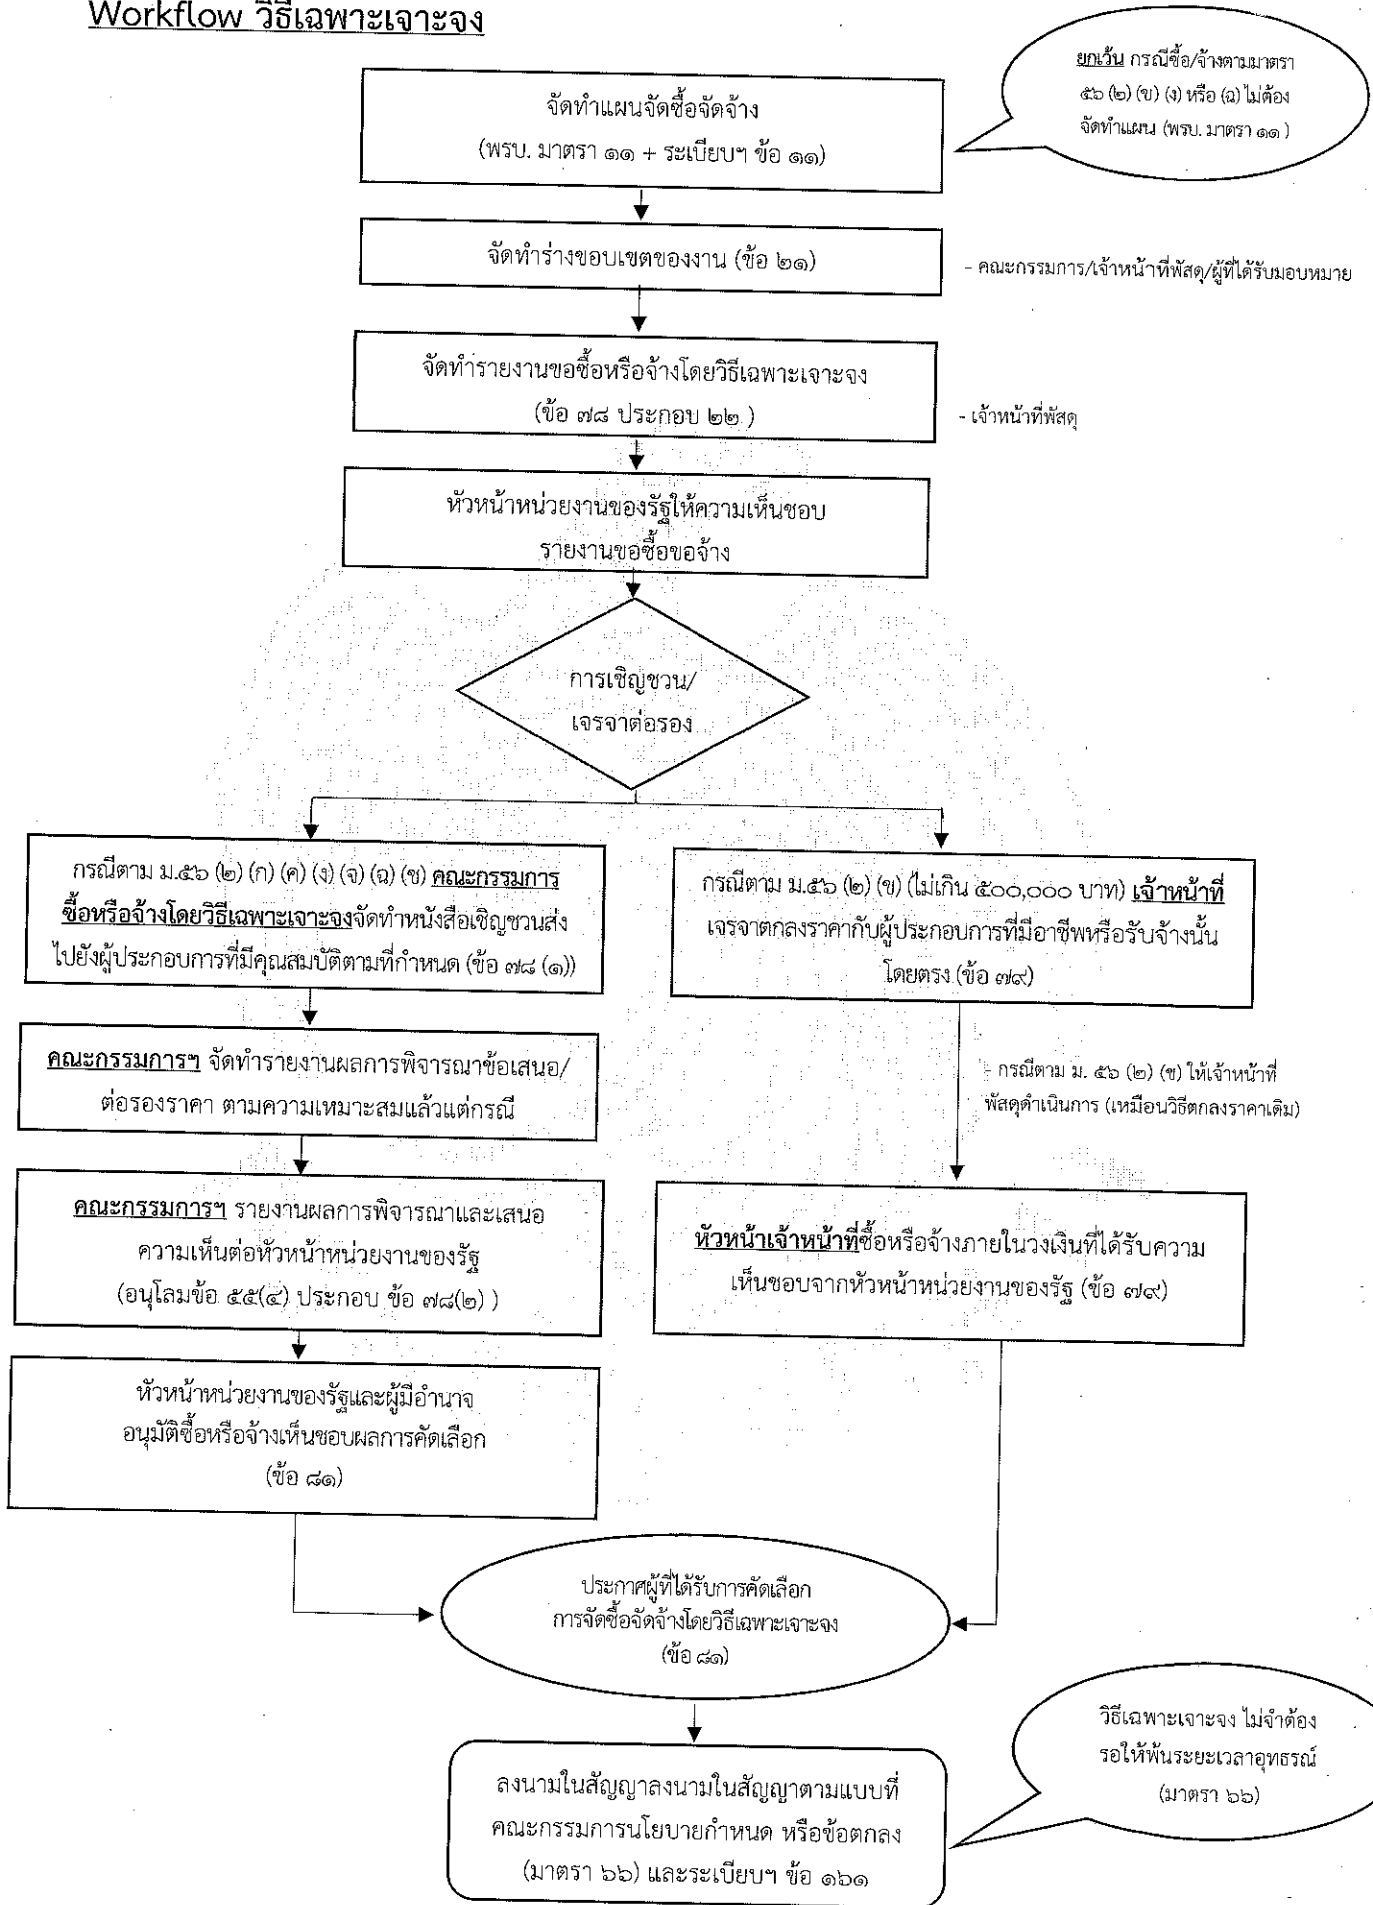 Workflow วิธีเฉพาะเจาะจง
ยกเว้น กรณีซื้อ/จ้างตามมาตรา
๕๖ (๒) (ข) (ง) หรือ (ฉ) ไม่ต้อง
จัดทำแผน (พรบ. มาตรา ๑๑ )
จัดทำแผนจัดซื้อจัดจ้าง
(พรบ. มาตรา ๑๑ + ระเบียบฯ ข้อ ๑๑)
จัดทำร่างขอบเขตของงาน (ข้อ ๒๑)
- คณะกรรมการ/เจ้าหน้าที่พัสดุ/ผู้ที่ได้รับมอบหมาย
จัดทำรายงานขอซื้อหรือจ้างโดยวิธีเฉพาะเจาะจง
(ข้อ ๗๘ ประกอบ ๒๒ )
- เจ้าหน้าที่พัสดุ
หัวหน้าหน่วยงานของรัฐให้ความเห็นชอบ
รายงานขอซื้อขอจ้าง
การเชิญชวน/
เจรจาต่อรอง
กรณีตาม ม.๕๖ (๒) (ก) (ค) (ง) (จ) (ฉ) (ช) คณะกรรมการ
ซื้อหรือจ้างโดยวิธีเฉพาะเจาะจงจัดทำหนังสือเชิญชวนส่ง
ไปยังผู้ประกอบการที่มีคุณสมบัติตามที่กำหนด (ข้อ ๗๘ (๑))
กรณีตาม ม.๕๖ (๒) (ข) (ไม่เกิน ๕๐๐,๐๐๐ บาท) เจ้าหน้าที่
เจรจาตกลงราคากับผู้ประกอบการที่มีอาชีพหรือรับจ้างนั้น
โดยตรง (ข้อ ๗๙)
คณะกรรมการฯ จัดทำรายงานผลการพิจารณาข้อเสนอ/
ต่อรองราคา ตามความเหมาะสมแล้วแต่กรณี
- กรณีตาม ม. ๕๖ (๒) (ข) ให้เจ้าหน้าที่
พัสดุดำเนินการ (เหมือนวิธีตกลงราคาเดิม)
คณะกรรมการฯ รายงานผลการพิจารณาและเสนอ
ความเห็นต่อหัวหน้าหน่วยงานของรัฐ
(อนุโลมข้อ ๕๕(๔) ประกอบ ข้อ ๗๘(๒) )
หัวหน้าเจ้าหน้าที่ซื้อหรือจ้างภายในวงเงินที่ได้รับความ
เห็นชอบจากหัวหน้าหน่วยงานของรัฐ (ข้อ ๗๙)
หัวหน้าหน่วยงานของรัฐและผู้มีอำนาจ
อนุมัติซื้อหรือจ้างเห็นชอบผลการคัดเลือก
(ข้อ ๘๑)
ประกาศผู้ที่ได้รับการคัดเลือก
การจัดซื้อจัดจ้างโดยวิธีเฉพาะเจาะจง
(ข้อ ๘๑)
วิธีเฉพาะเจาะจง ไม่จำต้อง
รอให้พ้นระยะเวลาอุทธรณ์
(มาตรา ๖๖)
ลงนามในสัญญาลงนามในสัญญาตามแบบที่
คณะกรรมการนโยบายกำหนด หรือข้อตกลง
(มาตรา ๖๖) และระเบียบฯ ข้อ ๑๖๑